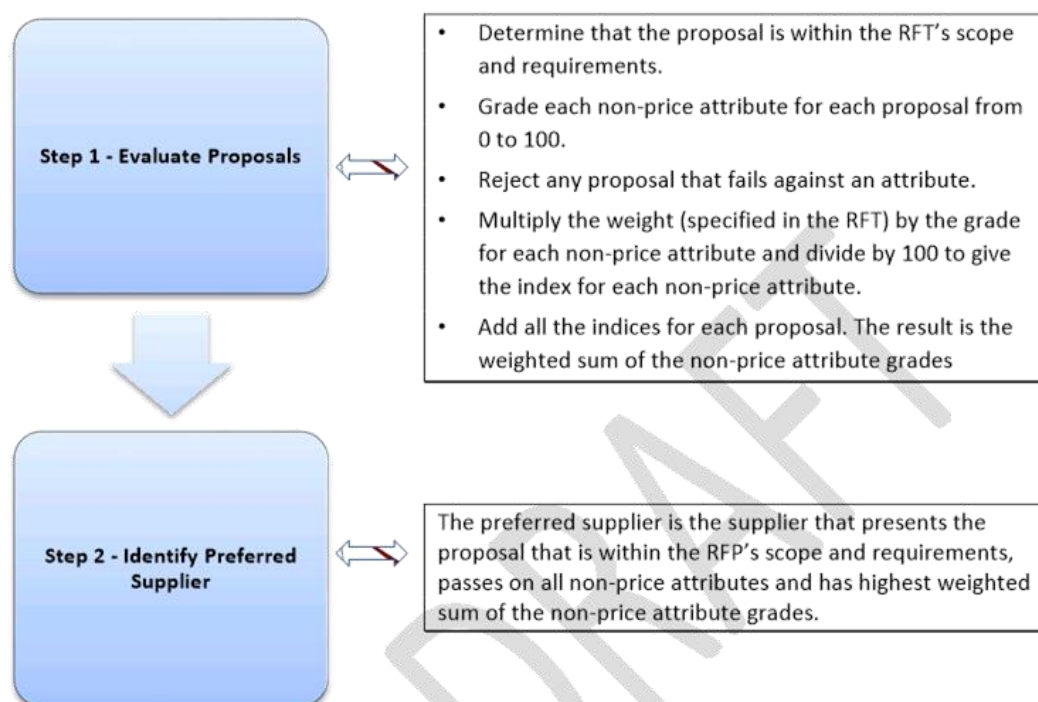 Step 1 - Evaluate Proposals
• Determine that the proposal is within the RFT's scope
and requirements.
• Grade each non-price attribute for each proposal from
0 to 100.
• Reject any proposal that fails against an attribute.
• Multiply the weight (specified in the RFT) by the grade
for each non-price attribute and divide by 100 to give
the index for each non-price attribute.
• Add all the indices for each proposal. The result is the
weighted sum of the non-price attribute grades
Step 2 - Identify Preferred
Supplier
The preferred supplier is the supplier that presents the
proposal that is within the RFP's scope and requirements,
passes on all non-price attributes and has highest weighted
sum of the non-price attribute grades.
DRAFT